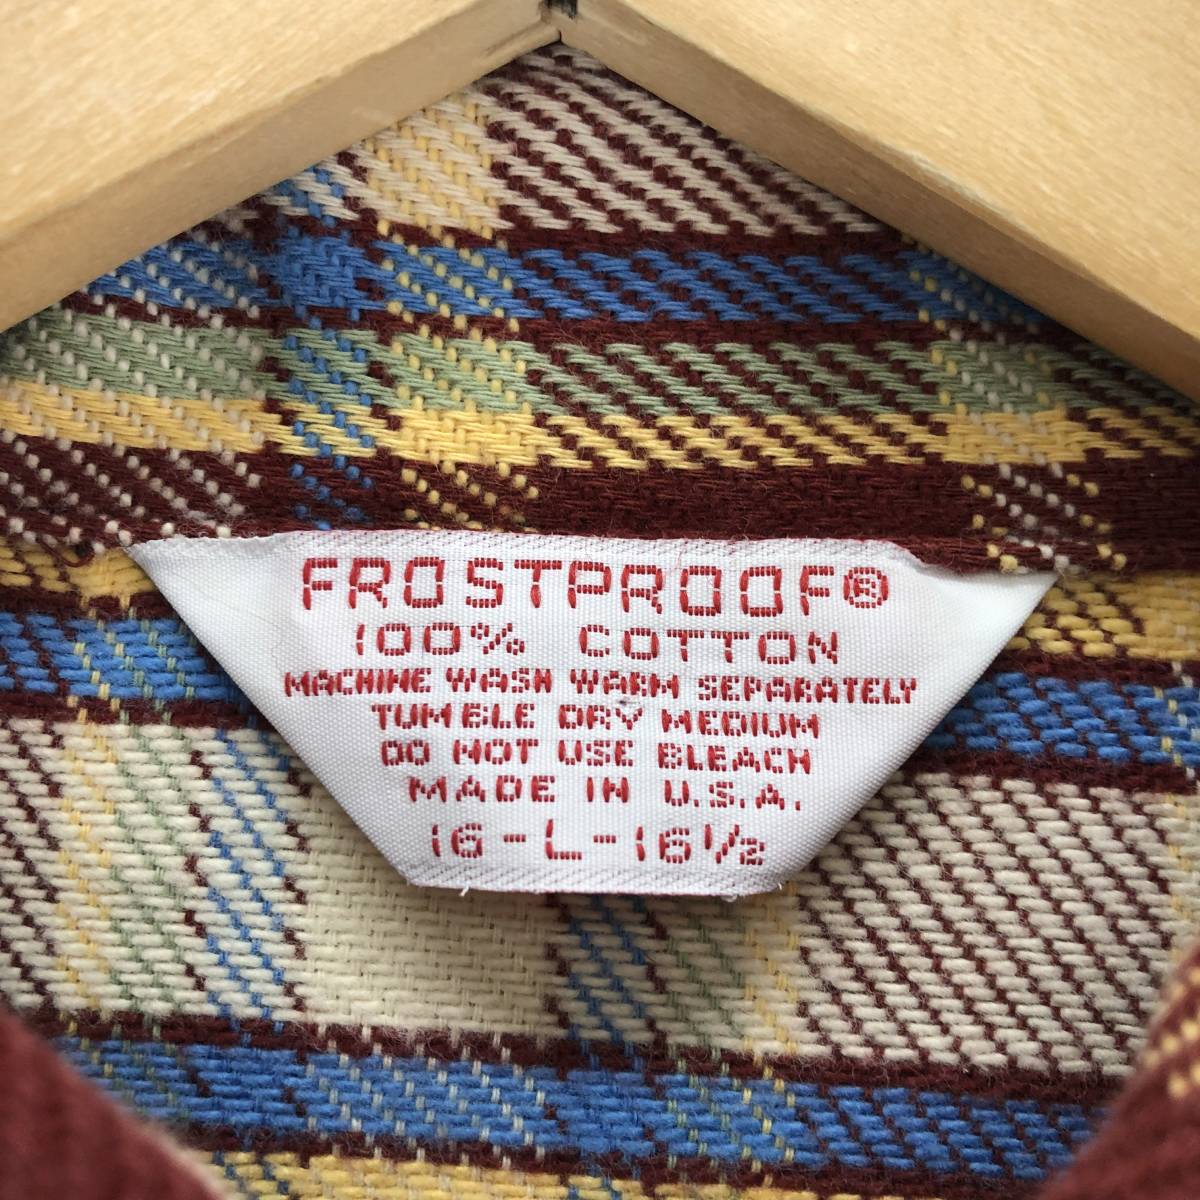 FROSTPROOF®
100% COTTON
MACHINE WASH WARM SEPARATELY
TUMBLE DRY MEDIUM
DO NOT USE BLEACH
MADE IN U.S.A.
16-L-16½